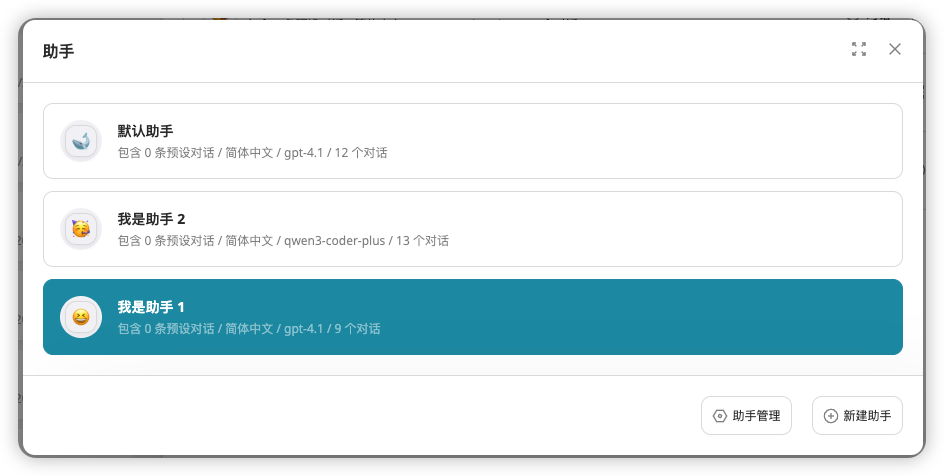 助手
默认助手
包含 0 条预设对话 / 简体中文 / gpt-4.1 / 12 个对话
我是助手 2
包含 0 条预设对话 / 简体中文 / qwen3-coder-plus / 13 个对话
我是助手 1
包含 0 条预设对话 / 简体中文 / gpt-4.1 / 9 个对话
助手管理
新建助手